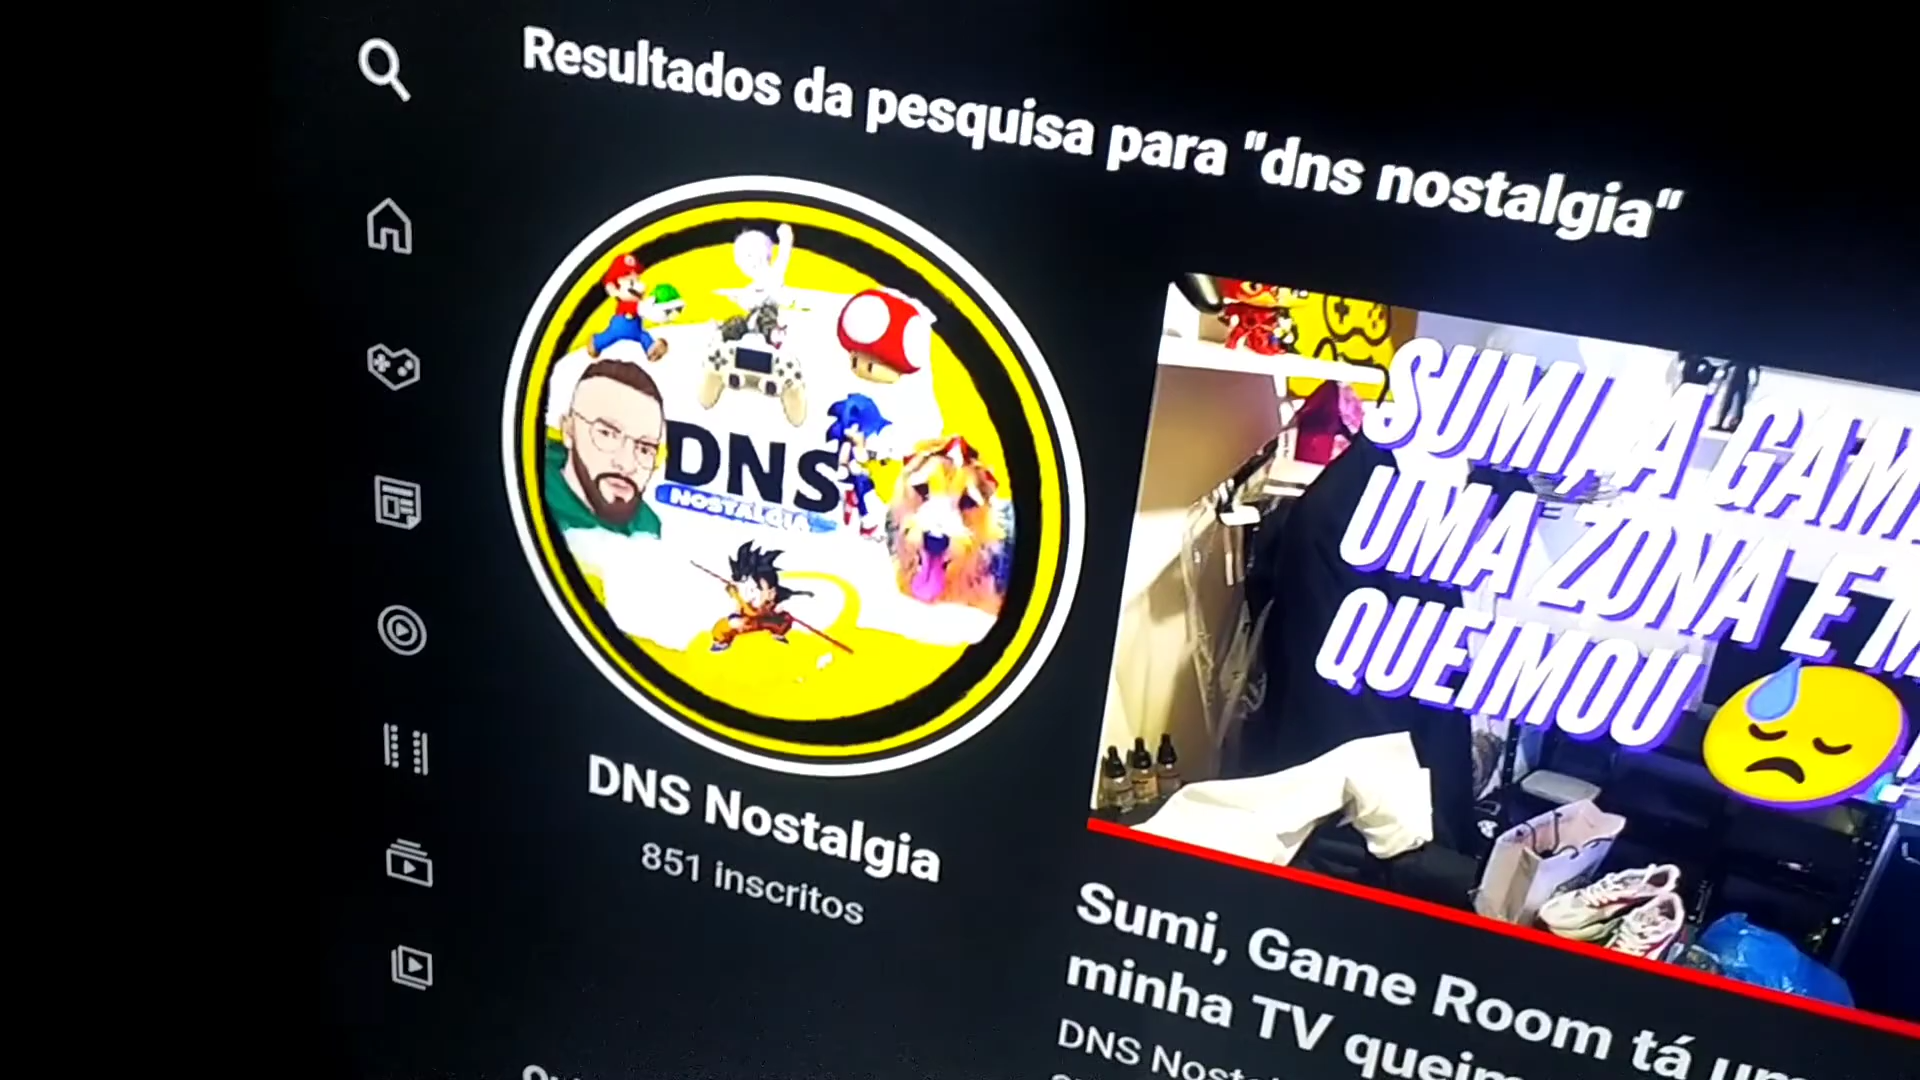 Resultados da pesquisa para "dns nostalgia"
DNS
NOSTALGIA
DNS Nostalgia
851 inscritos
SUMI, A
UMA ZONA E
QUEIMOU
Sumi, Game Room tá
minha TV
DNS